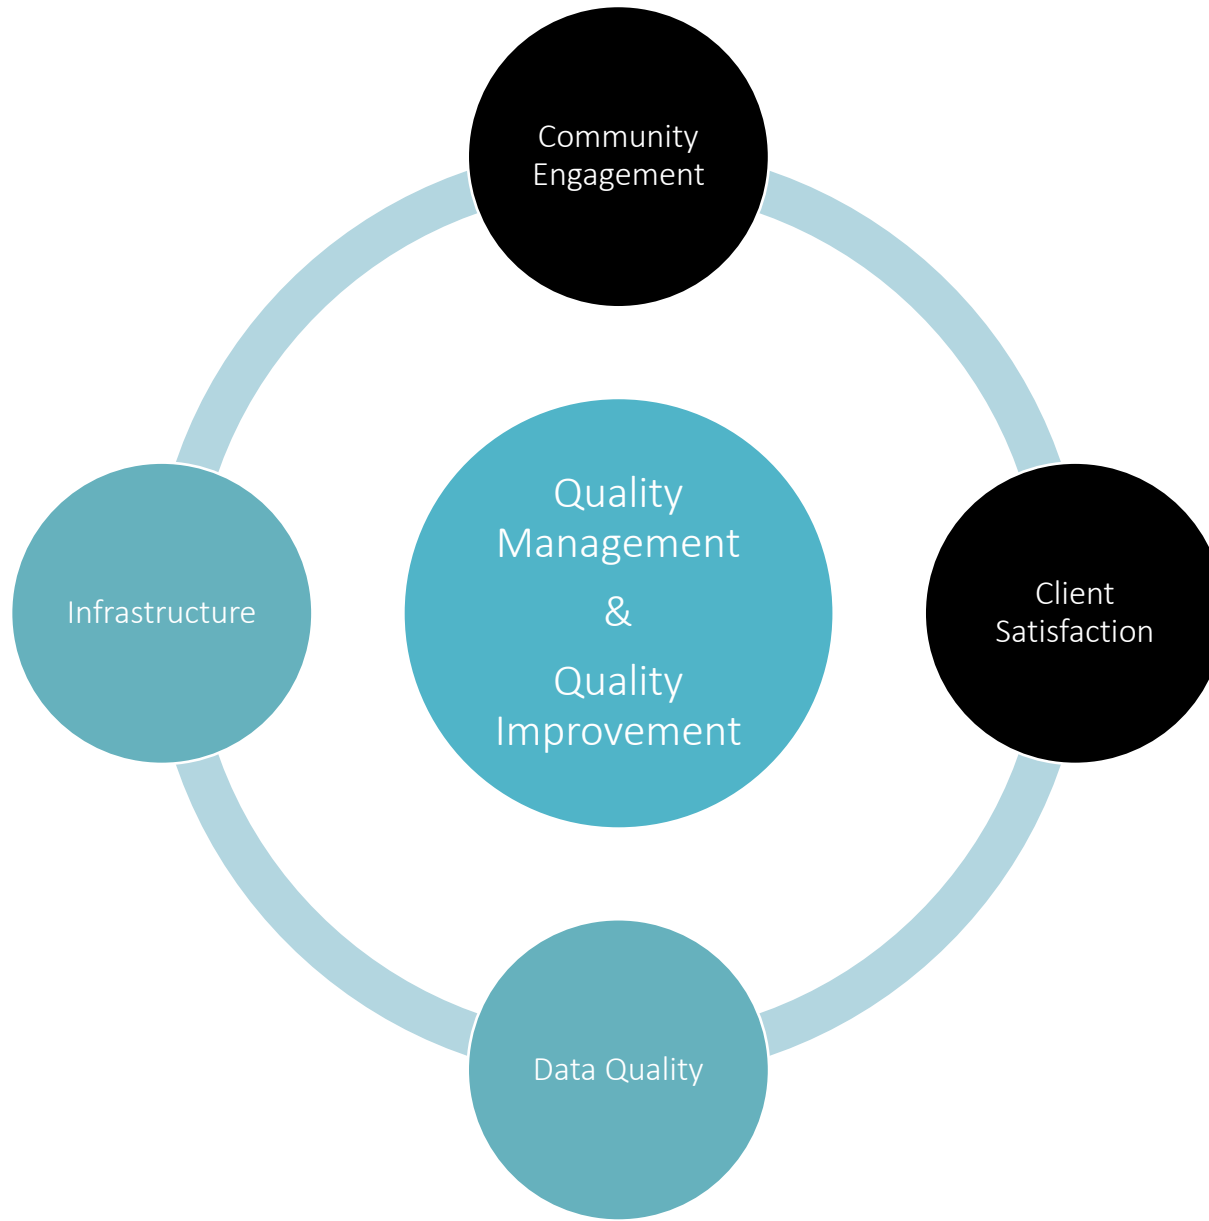 Community
Engagement
Quality
Management
&
Quality
Improvement
Infrastructure
Client
Satisfaction
Data Quality